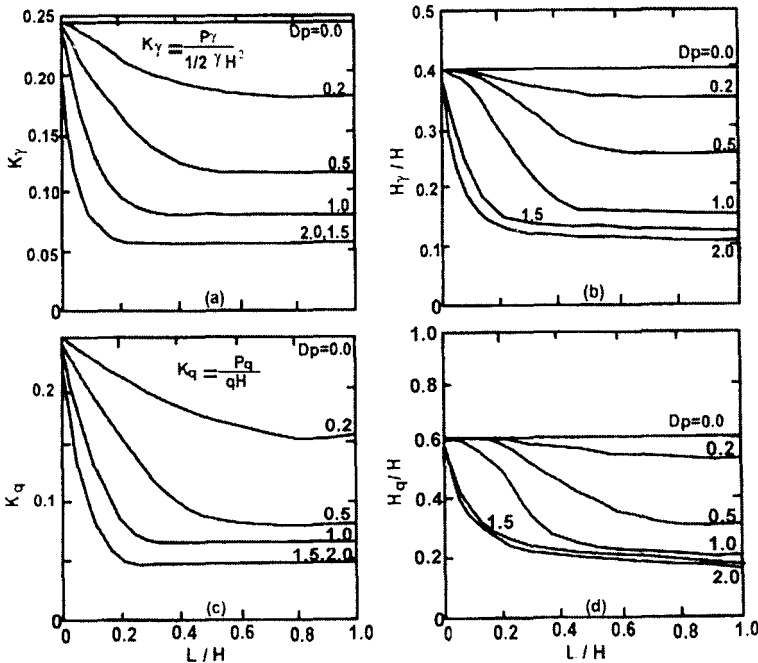 0.25
0.20
0.15
0.10
0.05
0
Kγ
Kγ = Pγ / 1/2 γ H²
Dp=0.0
0.2
0.5
1.0
2.0,1.5
(a)
0.5
0.4
0.3
0.2
0.1
0
Hγ / H
Dp=0.0
0.2
0.5
1.0
1.5
2.0
(b)
0.2
0.1
0
Kq
Kq = Pq / qH
Dp=0.0
0.2
0.5
1.0
1.5,2.0
(c)
0 0.2 0.4 0.6 0.8 1.0
L / H
1.0
0.8
0.6
0.4
0.2
0
Hq/H
Dp=0.0
0.2
0.5
1.0
1.5
2.0
(d)
0 0.2 0.4 0.6 0.8 1.0
L / H